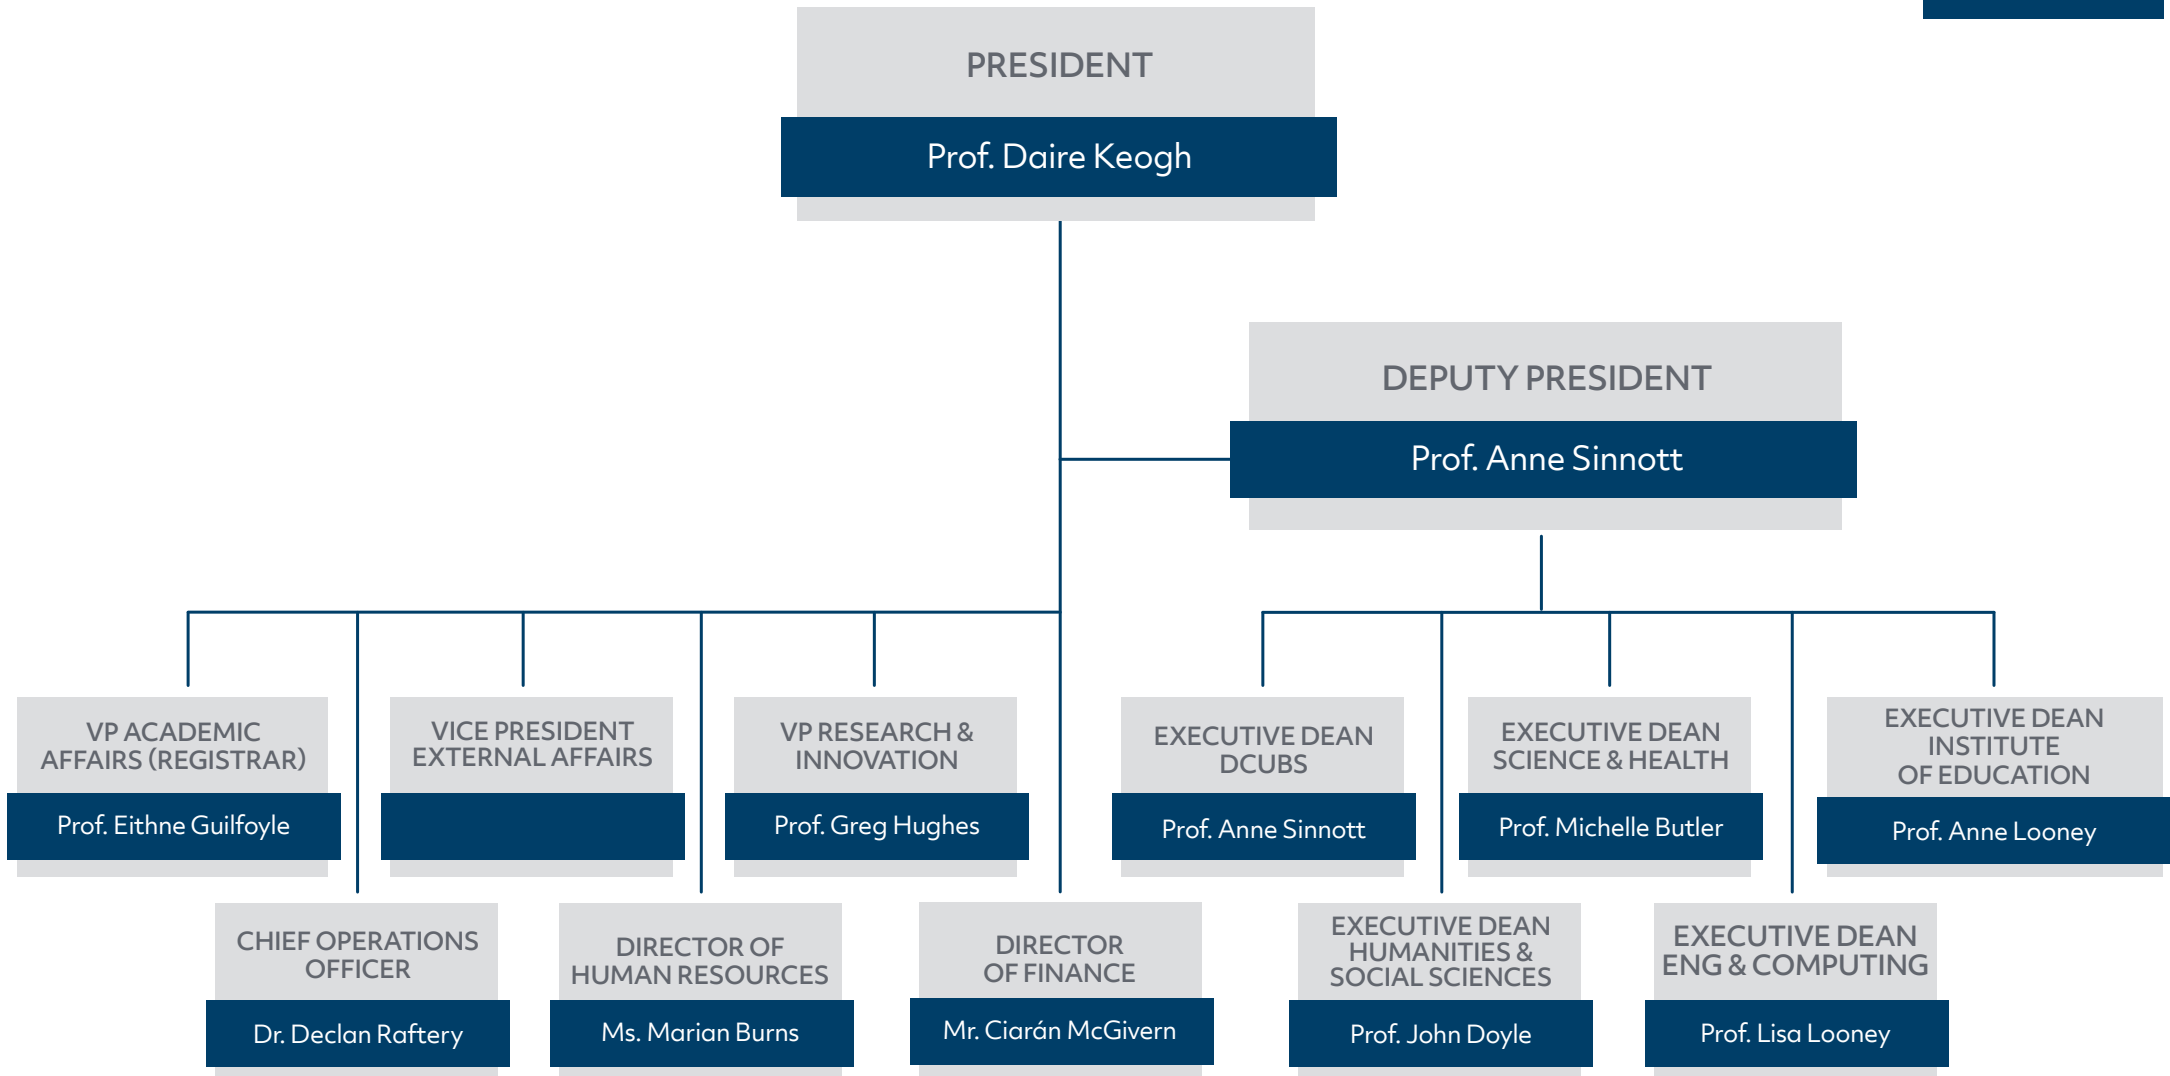 PRESIDENT
Prof. Daire Keogh
DEPUTY PRESIDENT
Prof. Anne Sinnott
VP ACADEMIC
AFFAIRS (REGISTRAR)
Prof. Eithne Guilfoyle
VICE PRESIDENT
EXTERNAL AFFAIRS
VP RESEARCH &
INNOVATION
Prof. Greg Hughes
EXECUTIVE DEAN
DCUBS
Prof. Anne Sinnott
EXECUTIVE DEAN
SCIENCE & HEALTH
Prof. Michelle Butler
EXECUTIVE DEAN
INSTITUTE
OF EDUCATION
Prof. Anne Looney
CHIEF OPERATIONS
OFFICER
Dr. Declan Raftery
DIRECTOR OF
HUMAN RESOURCES
Ms. Marian Burns
DIRECTOR
OF FINANCE
Mr. Ciarán McGivern
EXECUTIVE DEAN
HUMANITIES &
SOCIAL SCIENCES
Prof. John Doyle
EXECUTIVE DEAN
ENG & COMPUTING
Prof. Lisa Looney